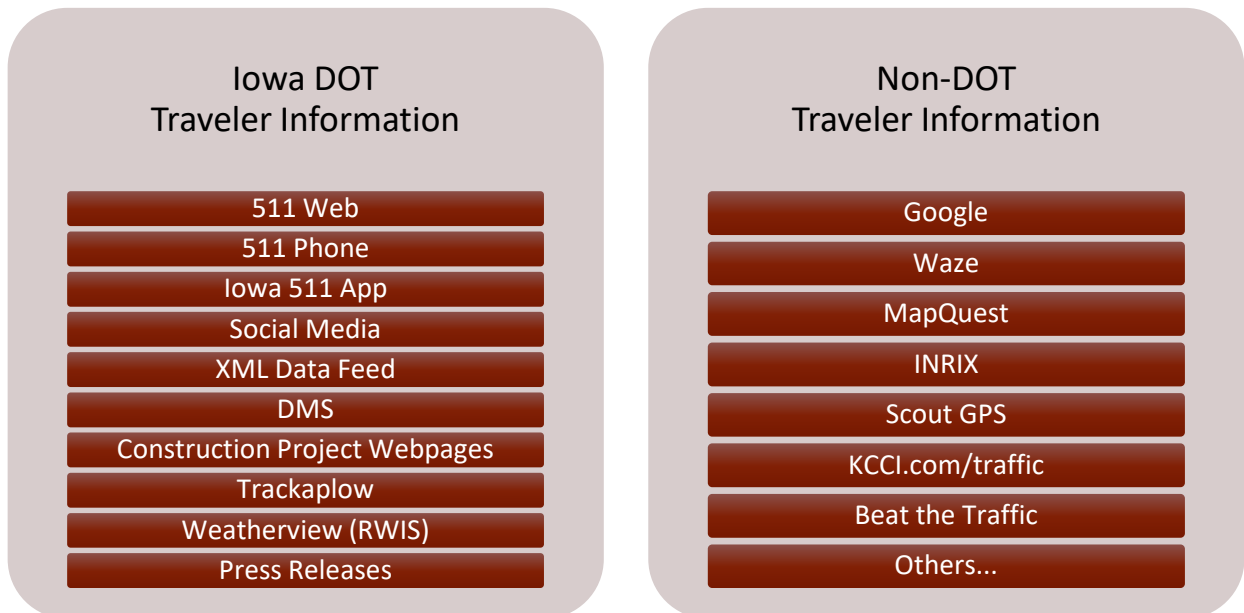 Iowa DOT
Traveler Information
511 Web
511 Phone
Iowa 511 App
Social Media
XML Data Feed
DMS
Construction Project Webpages
Trackaplow
Weatherview (RWIS)
Press Releases
Non-DOT
Traveler Information
Google
Waze
MapQuest
INRIX
Scout GPS
KCCI.com/traffic
Beat the Traffic
Others...